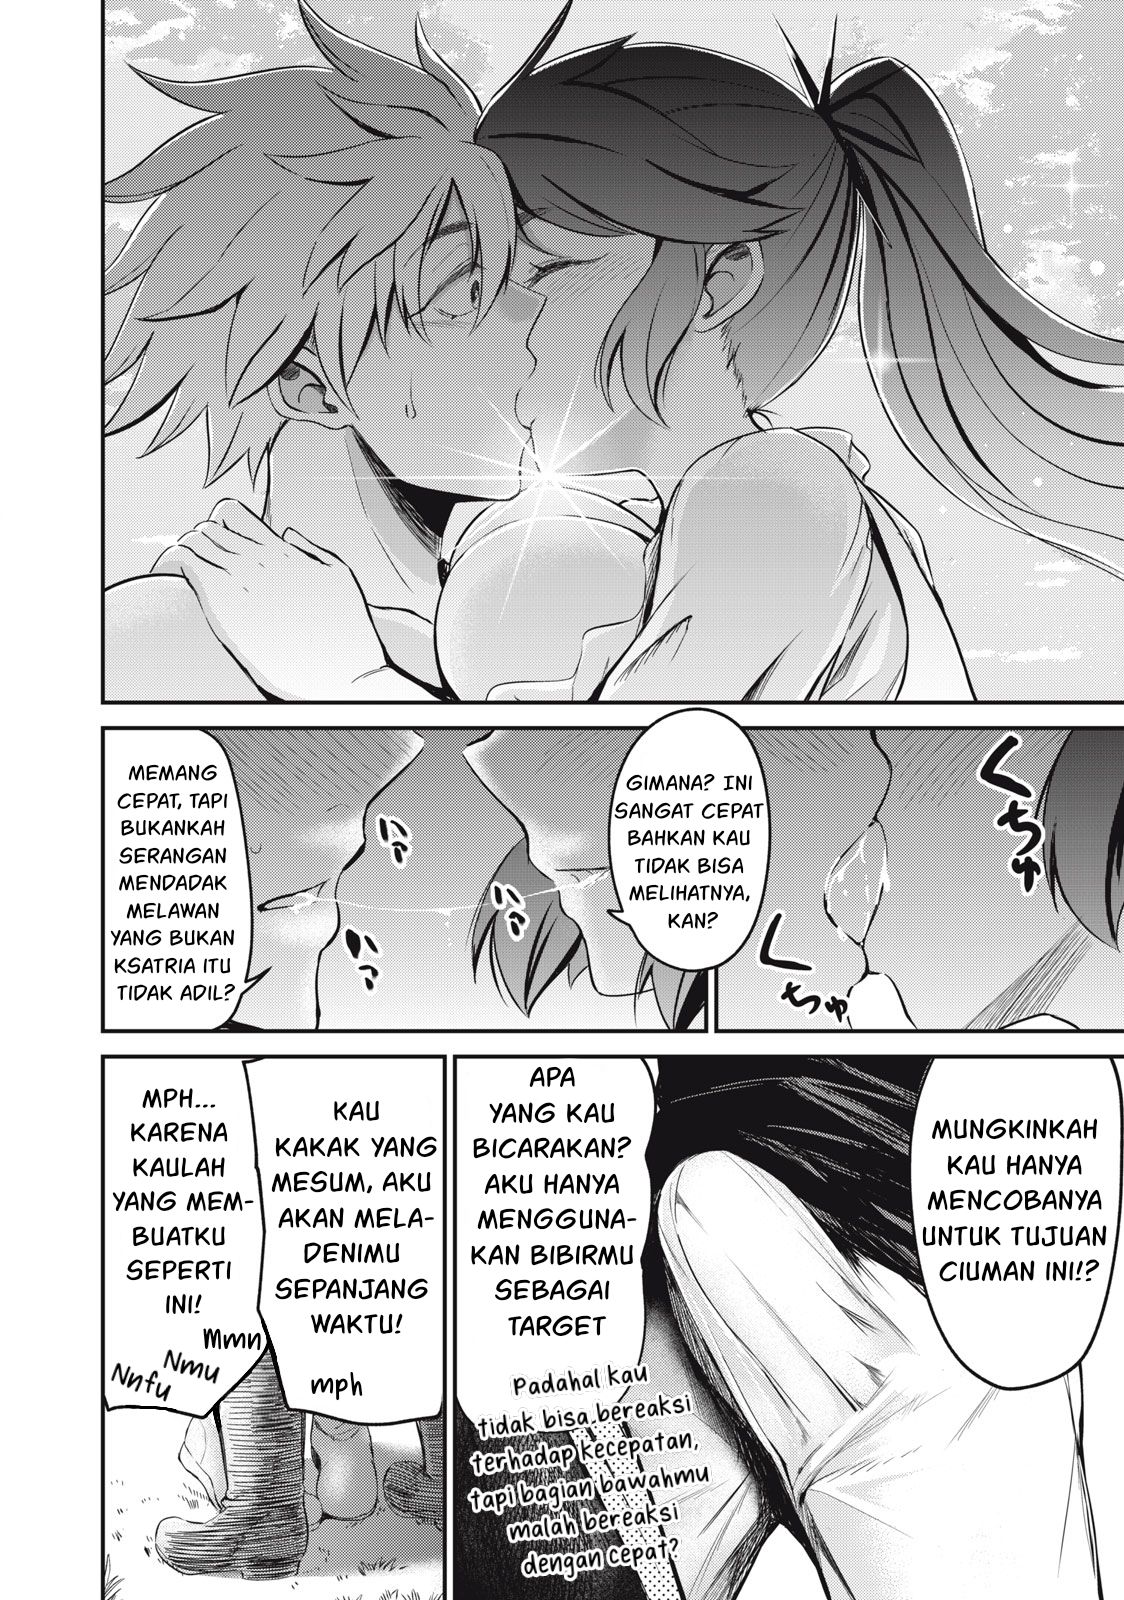 GIMANA? INI
SANGAT CEPAT
BAHKAN KAU
TIDAK BISA
MELIHATNYA,
KAN?
くちゅ
くちゅ
MEMANG
CEPAT, TAPI
BUKANKAH
SERANGAN
MENDADAK
MELAWAN
YANG BUKAN
KSATRIA ITU
TIDAK ADIL?
MUNGKINKAH
KAU HANYA
MENCOBANYA
UNTUK TUJUAN
CIUMAN INI!?
APA
YANG KAU
BICARAKAN?
AKU HANYA
MENGGUNA-
KAN BIBIRMU
SEBAGAI
TARGET
Padahal kau
tidak bisa bereaksi
terhadap kecepatan,
tapi bagian bawahmu
malah bereaksi
dengan cepat?
KAU
KAKAK YANG
MESUM, AKU
AKAN MELA-
DENIMU
SEPANJANG
WAKTU!
mph
MPH...
KARENA
KAULAH
YANG MEM-
BUATKU
SEPERTI
INI!
Mmn
Nmu
Nnfu